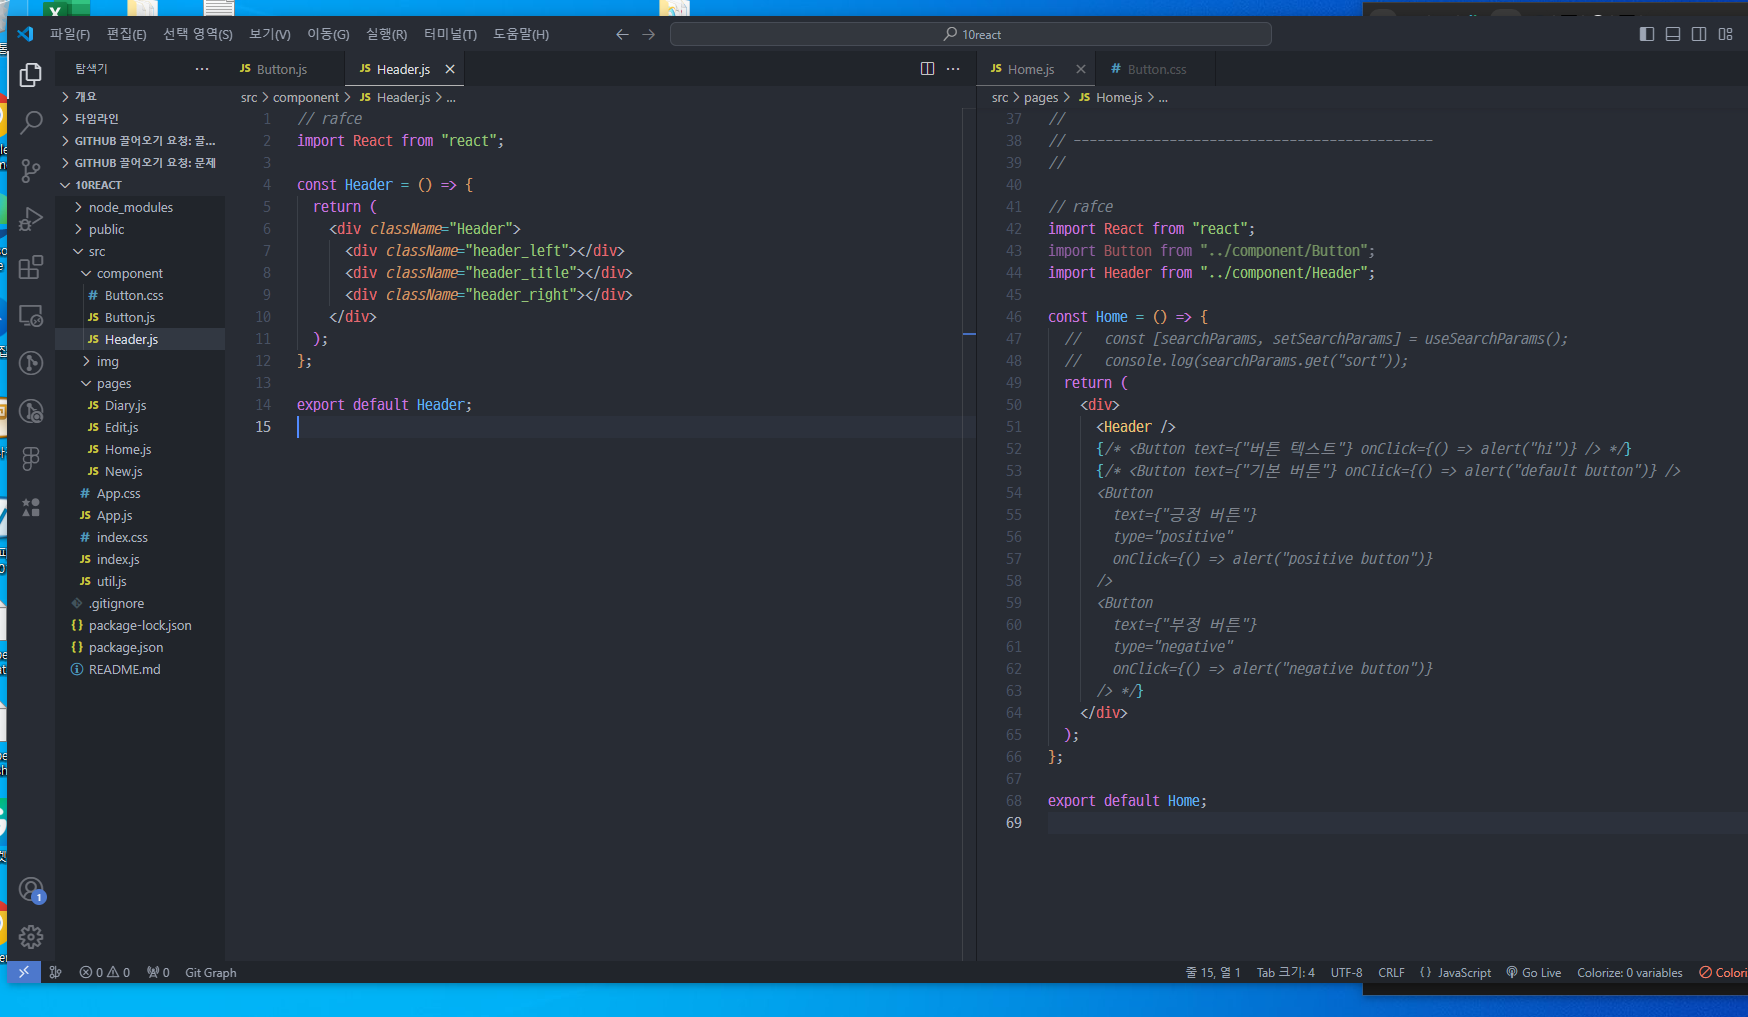 파일(F) 편집(E) 선택 영역(S) 보기(V) 이동(G) 실행(R) 터미널(T) 도움말(H)
10react
탐색기
개요
타임라인
GITHUB 끌어오기 요청: 끌...
GITHUB 끌어오기 요청: 문제
10REACT
node_modules
public
src
component
Button.css
Button.js
Header.js
img
pages
Diary.js
Edit.js
Home.js
New.js
App.css
App.js
index.css
index.js
util.js
.gitignore
package-lock.json
package.json
README.md
Button.js Header.js
src > component > Header.js > ...
1 // rafce
2 import React from "react";
3
4 const Header = () => {
5 return (
6 <div className="Header">
7 <div className="header_left"></div>
8 <div className="header_title"></div>
9 <div className="header_right"></div>
10 </div>
11 );
12 };
13
14 export default Header;
15
Home.js Button.css
src > pages > Home.js > ...
37 //
38 // ---------------------------------------------
39 //
40
41 // rafce
42 import React from "react";
43 import Button from "../component/Button";
44 import Header from "../component/Header";
45
46 const Home = () => {
47 // const [searchParams, setSearchParams] = useSearchParams();
48 // console.log(searchParams.get("sort"));
49 return (
50 <div>
51 <Header />
52 {/* <Button text={"버튼 텍스트"} onClick={() => alert("hi")} /> */}
53 {/* <Button text={"기본 버튼"} onClick={() => alert("default button")} />
54 <Button
55 text={"긍정 버튼"}
56 type="positive"
57 onClick={() => alert("positive button")}
58 />
59 <Button
60 text={"부정 버튼"}
61 type="negative"
62 onClick={() => alert("negative button")}
63 /> */}
64 </div>
65 );
66 };
67
68 export default Home;
69
1
0 0 0 Git Graph 줄 15, 열 1 Tab 크기: 4 UTF-8 CRLF {} JavaScript Go Live Colorize: 0 variables Colori